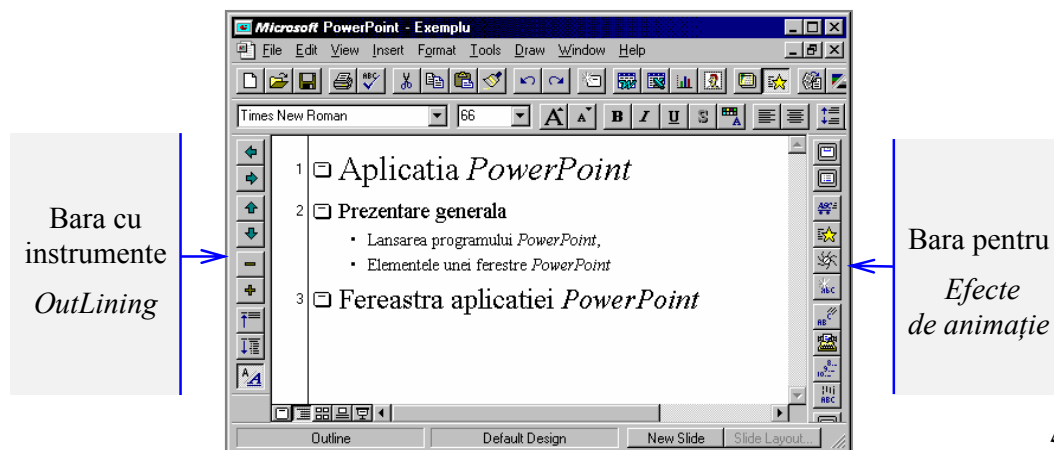 Microsoft PowerPoint - Exemplu
File Edit View Insert Format Tools Draw Window Help
Times New Roman 66
Bara cu
instrumente
OutLining
1 Aplicatia PowerPoint
2 Prezentare generala
Lansarea programului PowerPoint,
Elementele unei ferestre PowerPoint
3 Fereastra aplicatiei PowerPoint
Bara pentru
Efecte
de animație
Outline Default Design New Slide Slide Layout...